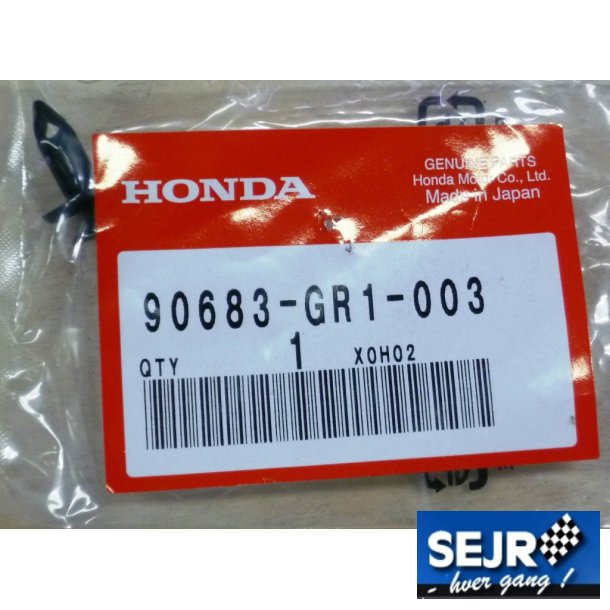 HONDA
GENUINE PARTS
Honda Motor Co., Ltd.
Made in Japan
90683-GR1-003
QTY 1 X0H02
SEJR
- hver gang !